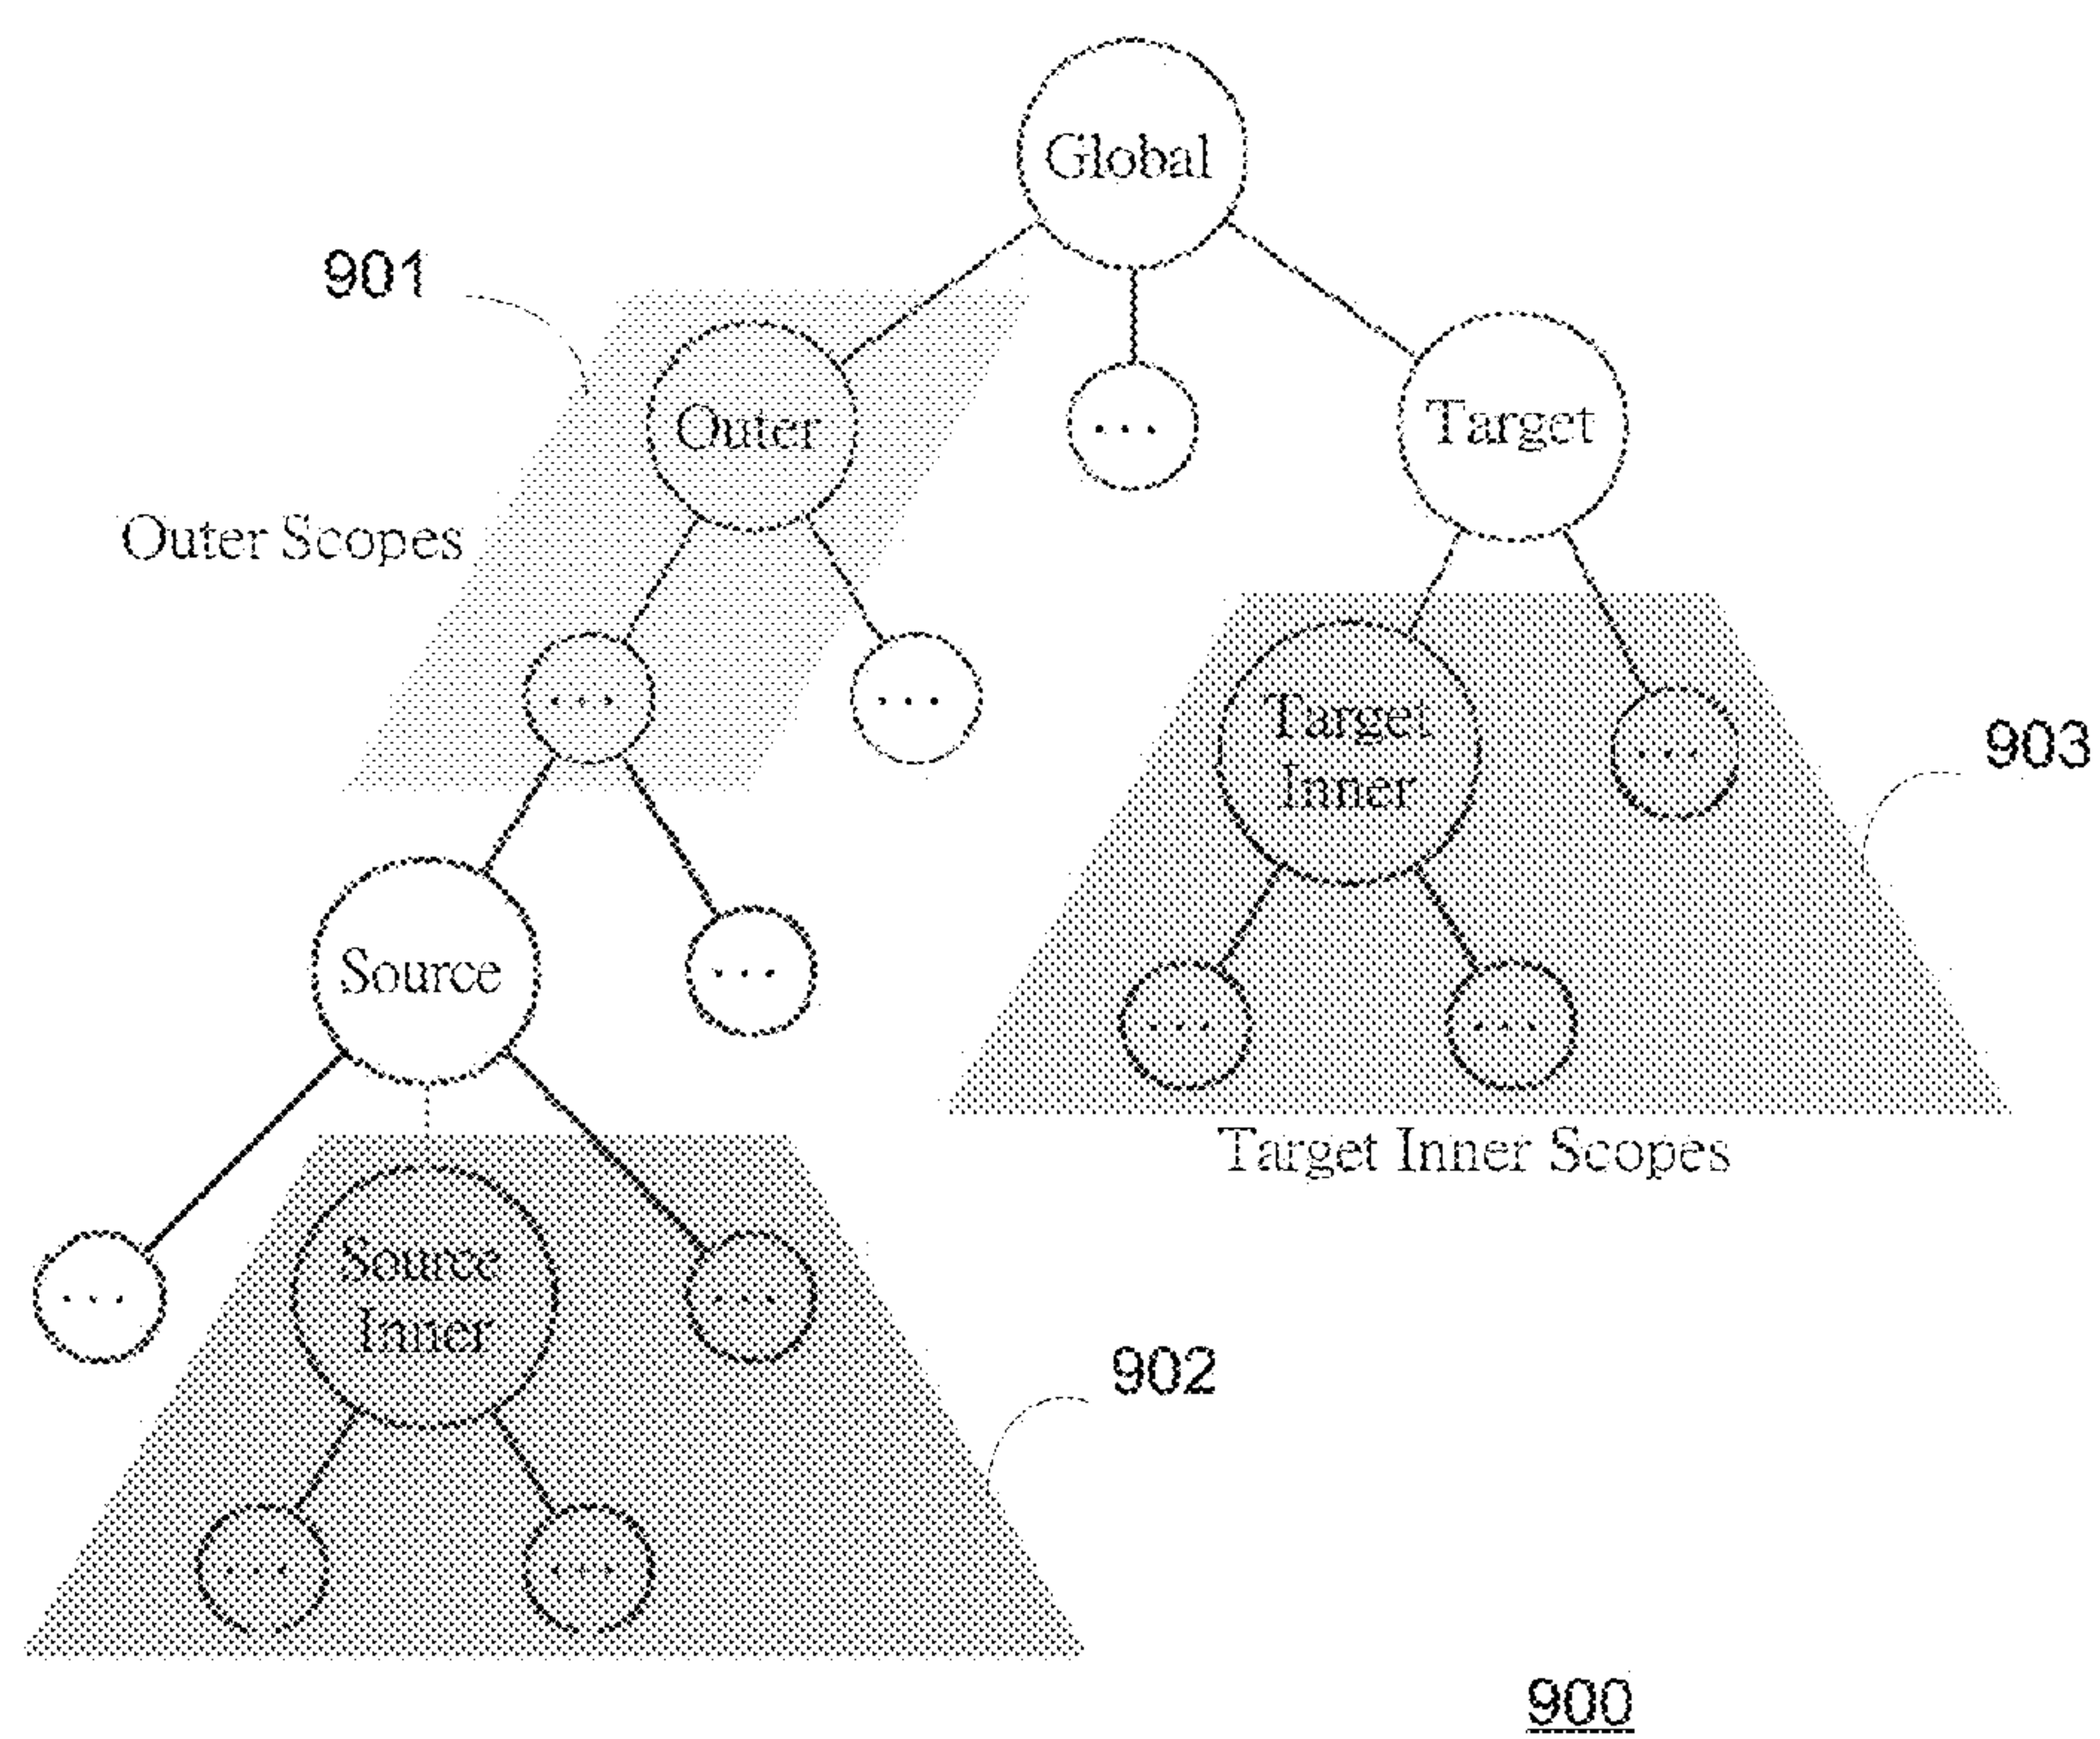 Global
901
Outer
...
Target
Outer Scopes
...
...
Target
Inner
...
903
Source
...
...
...
Target Inner Scopes
...
Source
Inner
...
902
...
...
900